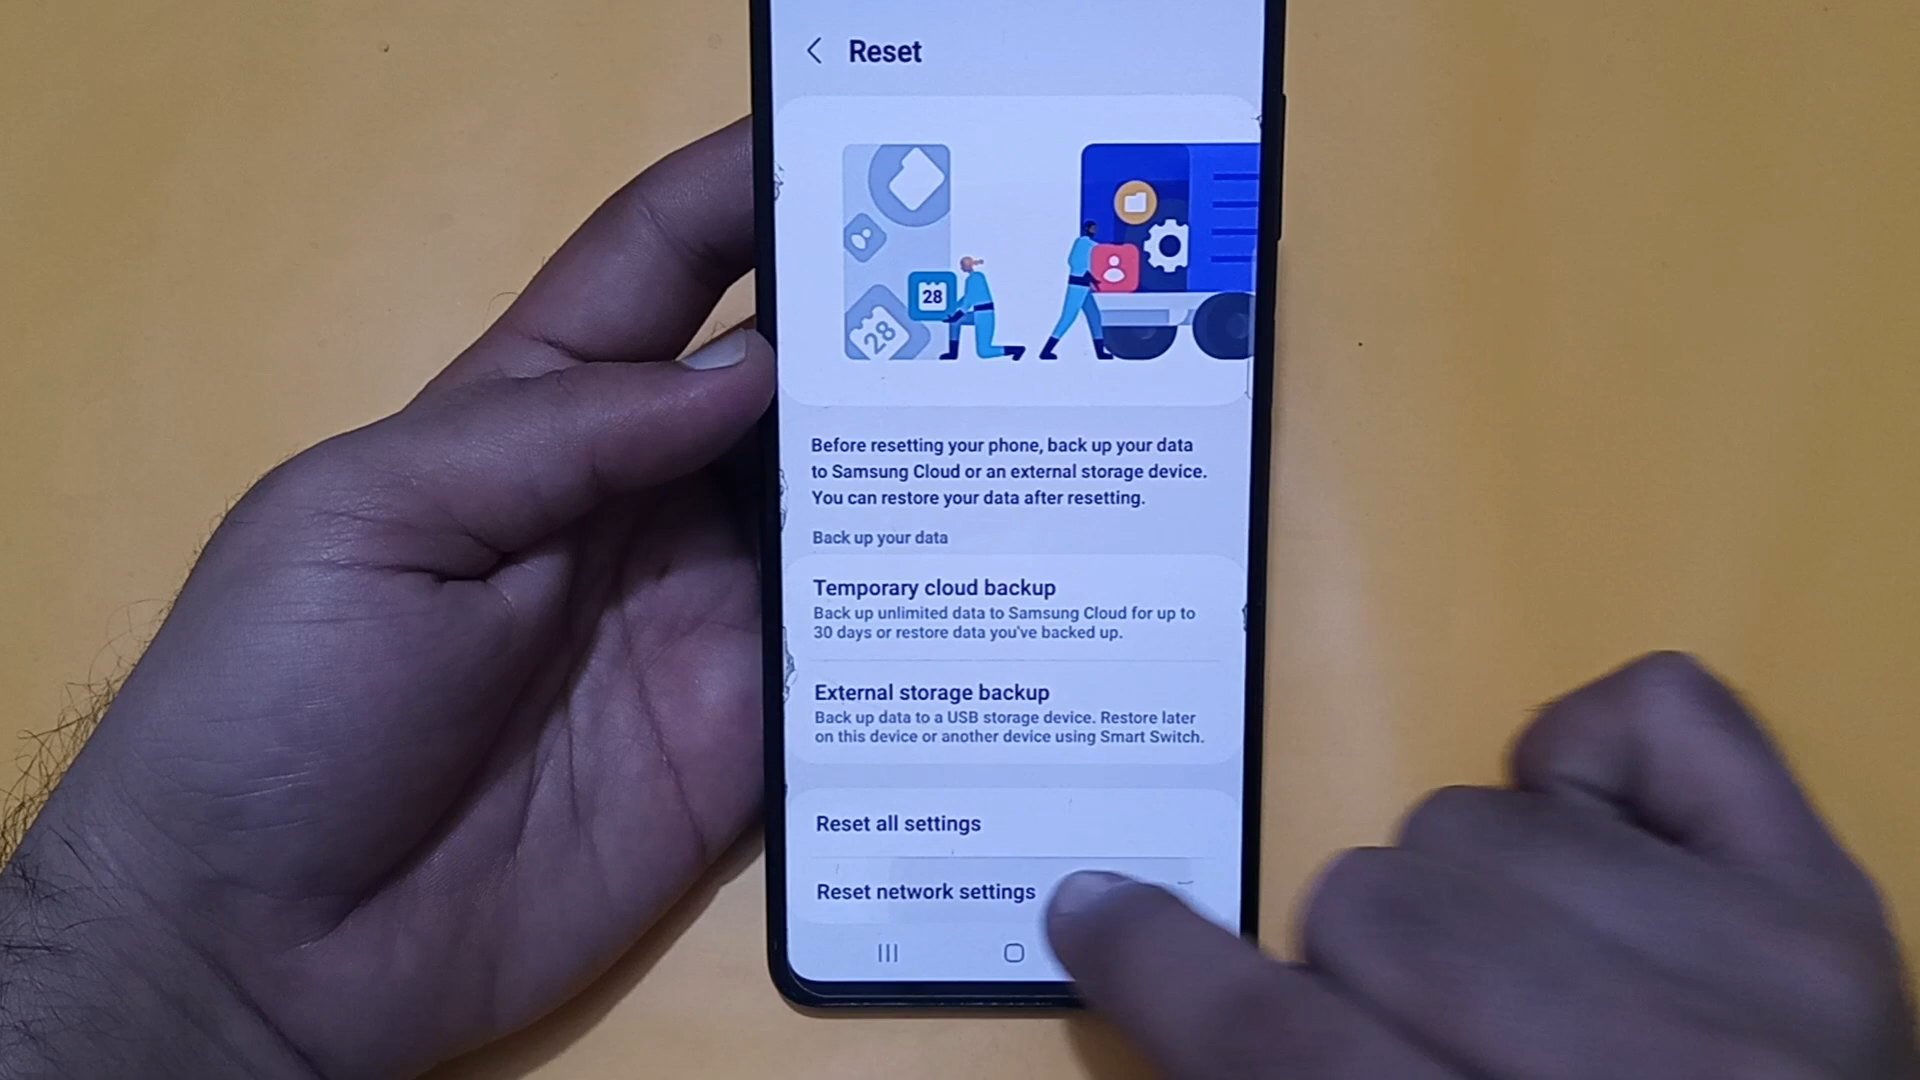 Reset
28
28
Before resetting your phone, back up your data
to Samsung Cloud or an external storage device.
You can restore your data after resetting.
Back up your data
Temporary cloud backup
Back up unlimited data to Samsung Cloud for up to
30 days or restore data you've backed up.
External storage backup
Back up data to a USB storage device. Restore later
on this device or another device using Smart Switch.
Reset all settings
Reset network settings